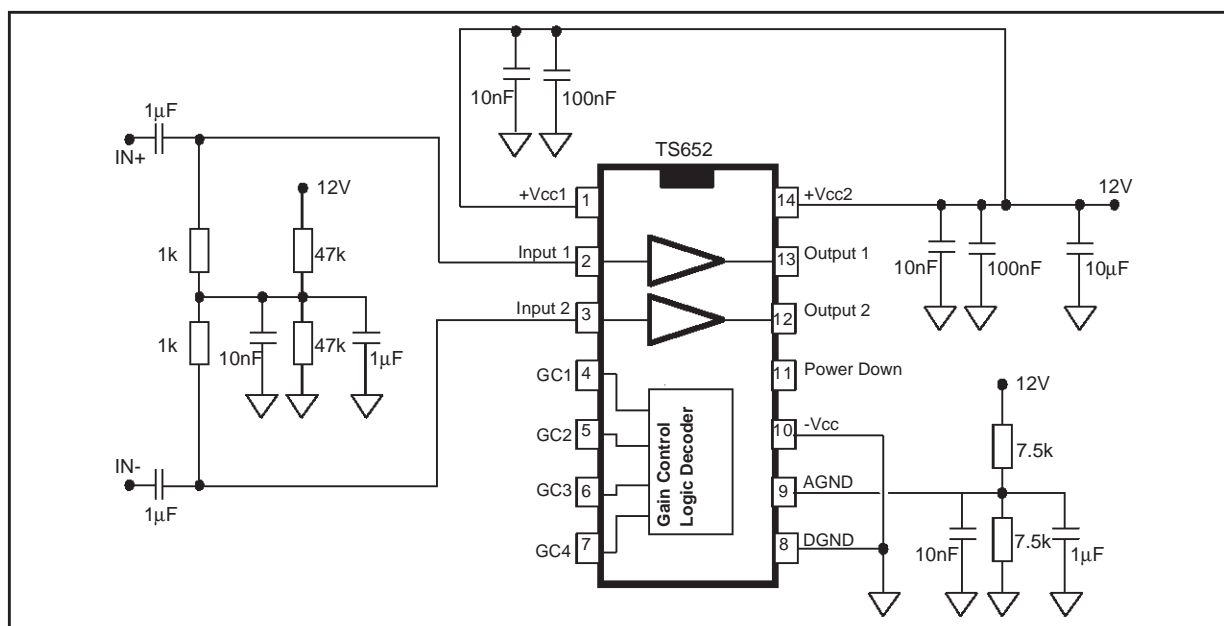 10nF
100nF
1µF
IN+
TS652
12V
+Vcc1
1
14
+Vcc2
12V
1k
47k
Input 1
2
13
Output 1
10nF
100nF
10µF
Input 2
3
12
Output 2
1k
10nF
47k
1µF
GC1
4
11
Power Down
12V
GC2
5
10
-Vcc
7.5k
IN-
1µF
GC3
6
Gain Control
Logic Decoder
9
AGND
GC4
7
8
DGND
10nF
7.5k
1µF